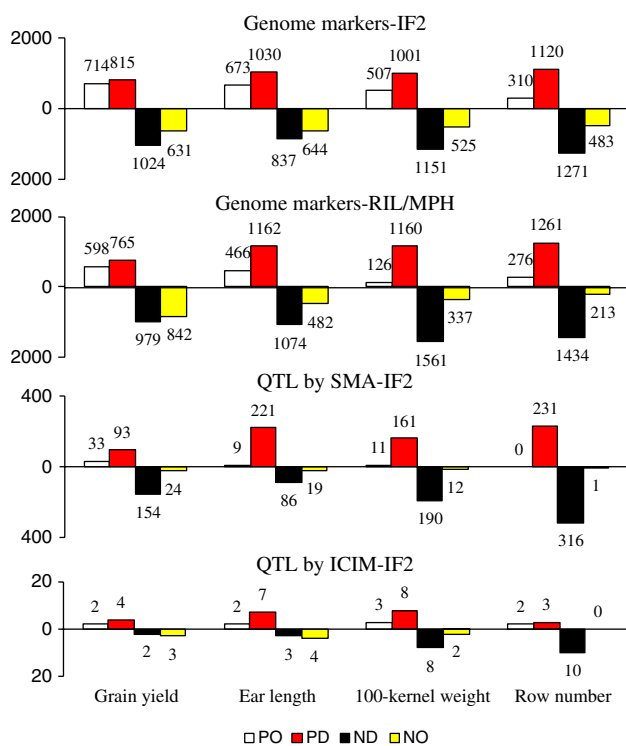 Genome markers-IF2
2000
0
2000
714 815 673 1030 507 1001 310 1120
1024 631 837 644 1151 525 1271 483
Genome markers-RIL/MPH
2000
0
2000
598 765 466 1162 126 1160 276 1261
979 842 1074 482 1561 337 1434 213
QTL by SMA-IF2
400
0
400
33 93 9 221 11 161 0 231
154 24 86 19 190 12 316 1
QTL by ICIM-IF2
20
0
20
2 4 2 7 3 8 2 3 0
2 3 3 4 8 2 10
Grain yield Ear length 100-kernel weight Row number
PO PD ND NO